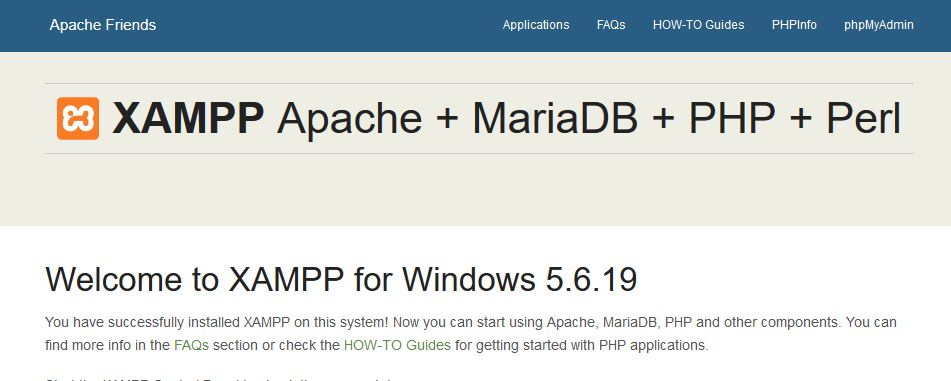 Apache Friends
Applications FAQs HOW-TO Guides PHPInfo phpMyAdmin
XAMPP Apache + MariaDB + PHP + Perl
Welcome to XAMPP for Windows 5.6.19
You have successfully installed XAMPP on this system! Now you can start using Apache, MariaDB, PHP and other components. You can
find more info in the FAQs section or check the HOW-TO Guides for getting started with PHP applications.